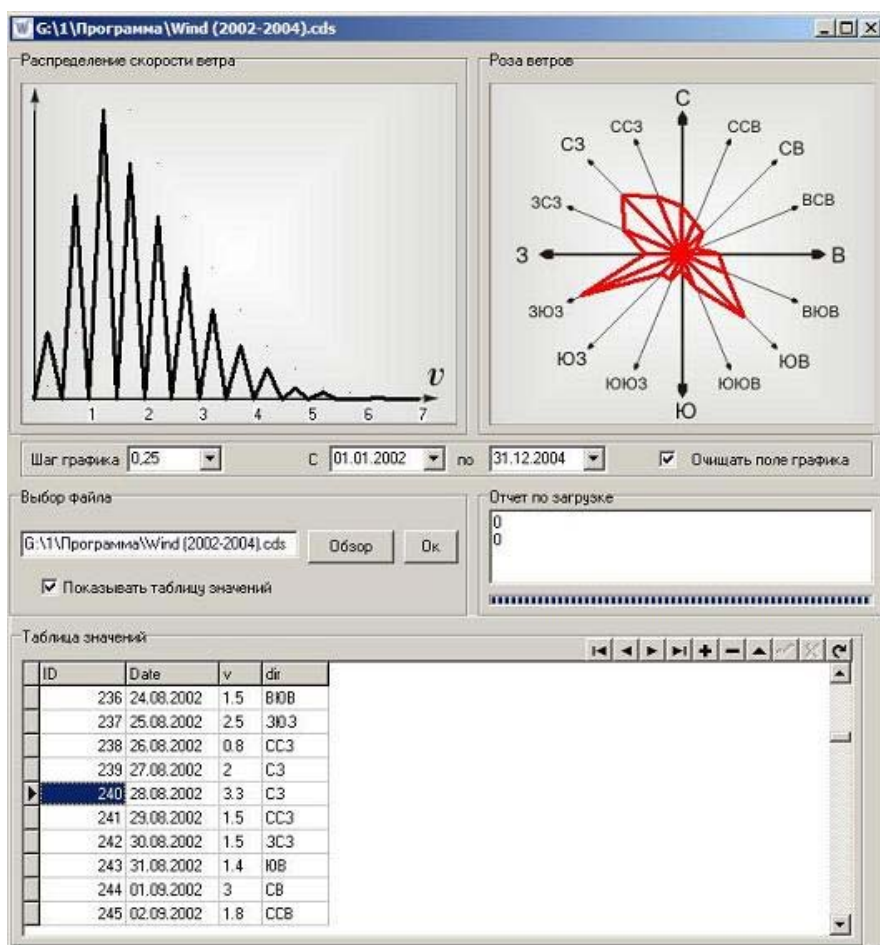 G:\1\Программа\Wind (2002-2004).cds
Распределение скорости ветра
v
1 2 3 4 5 6 7
Роза ветров
С
ССЗ ССВ
СЗ СВ
ЗСЗ ВСВ
З В
ЗЮЗ ВЮВ
ЮЗ ЮВ
ЮЮЗ ЮЮВ
Ю
Шаг графика 0,25 С 01.01.2002 по 31.12.2004 Очищать поле графика
Выбор файла
G:\1\Программа\Wind (2002-2004).cds Обзор Ок
Показывать таблицу значений
Отчет по загрузке
0
0
Таблица значений
ID Date v dir
236 24.08.2002 1.5 ВЮВ
237 25.08.2002 2.5 ЗЮЗ
238 26.08.2002 0.8 ССЗ
239 27.08.2002 2 СЗ
240 28.08.2002 3.3 СЗ
241 29.08.2002 1.5 ССЗ
242 30.08.2002 1.5 ЗСЗ
243 31.08.2002 1.4 ЮВ
244 01.09.2002 3 СВ
245 02.09.2002 1.8 ССВ